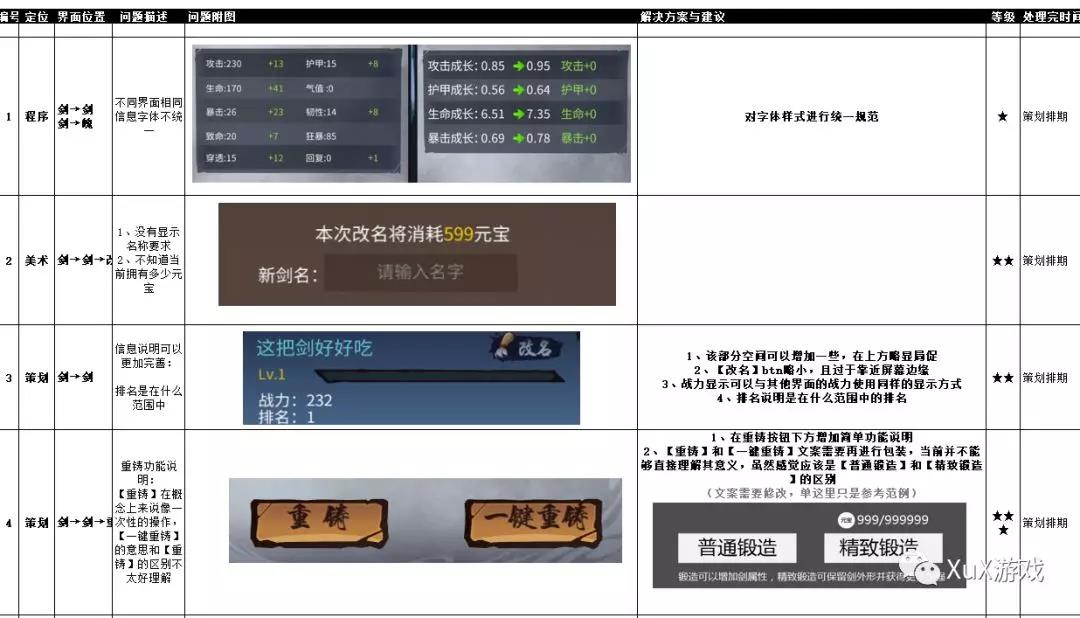 编号 定位 界面位置 问题描述 问题附图 解决方案与建议 等级 处理完时间
1 程序
剑→剑
剑→魄
不同界面相同
信息字体不统
一
攻击:230 +13 护甲:15 +8
生命:170 +41 气值:0
暴击:26 +23 韧性:14 +8
致命:20 +7 狂暴:85
穿透:15 +12 回复:0 +1
攻击成长: 0.85 0.95 攻击+0
护甲成长: 0.56 0.64 护甲+0
生命成长: 6.51 7.35 生命+0
暴击成长: 0.69 0.78 暴击+0
对字体样式进行统一规范
★ 策划排期
2 美术 剑→剑→改
1、没有显示
名称要求
2、不知道当
前拥有多少元
宝
本次改名将消耗599元宝
新剑名: 请输入名字
★★ 策划排期
3 策划 剑→剑
信息说明可以
更加完善:
排名是在什么
范围中
这把剑好好吃 改名
Lv.1
战力: 232
排名: 1
1、该部分空间可以增加一些，在上方略显局促
2、【改名】btn略小，且过于靠近屏幕边缘
3、战力显示可以与其他界面的战力使用同样的显示方式
4、排名说明是在什么范围中的排名
★★ 策划排期
4 策划 剑→剑→重
重铸功能说
明:
【重铸】在概
念上来说像一
次性的操作，
【一键重铸】
的意思和【重
铸】的区别不
太好理解
重铸 一键重铸
1、在重铸按钮下方增加简单功能说明
2、【重铸】和【一键重铸】文案需要再进行包装，当前并不能
够直接理解其意义，虽然感觉应该是【普通锻造】和【精致锻造
】的区别
（文案需要修改，单这里只是参考范例）
元宝 999/999999
普通锻造 精致锻造
锻造可以增加剑属性，精致锻造可保留剑外形并获得
★★
★
策划排期
XuX游戏